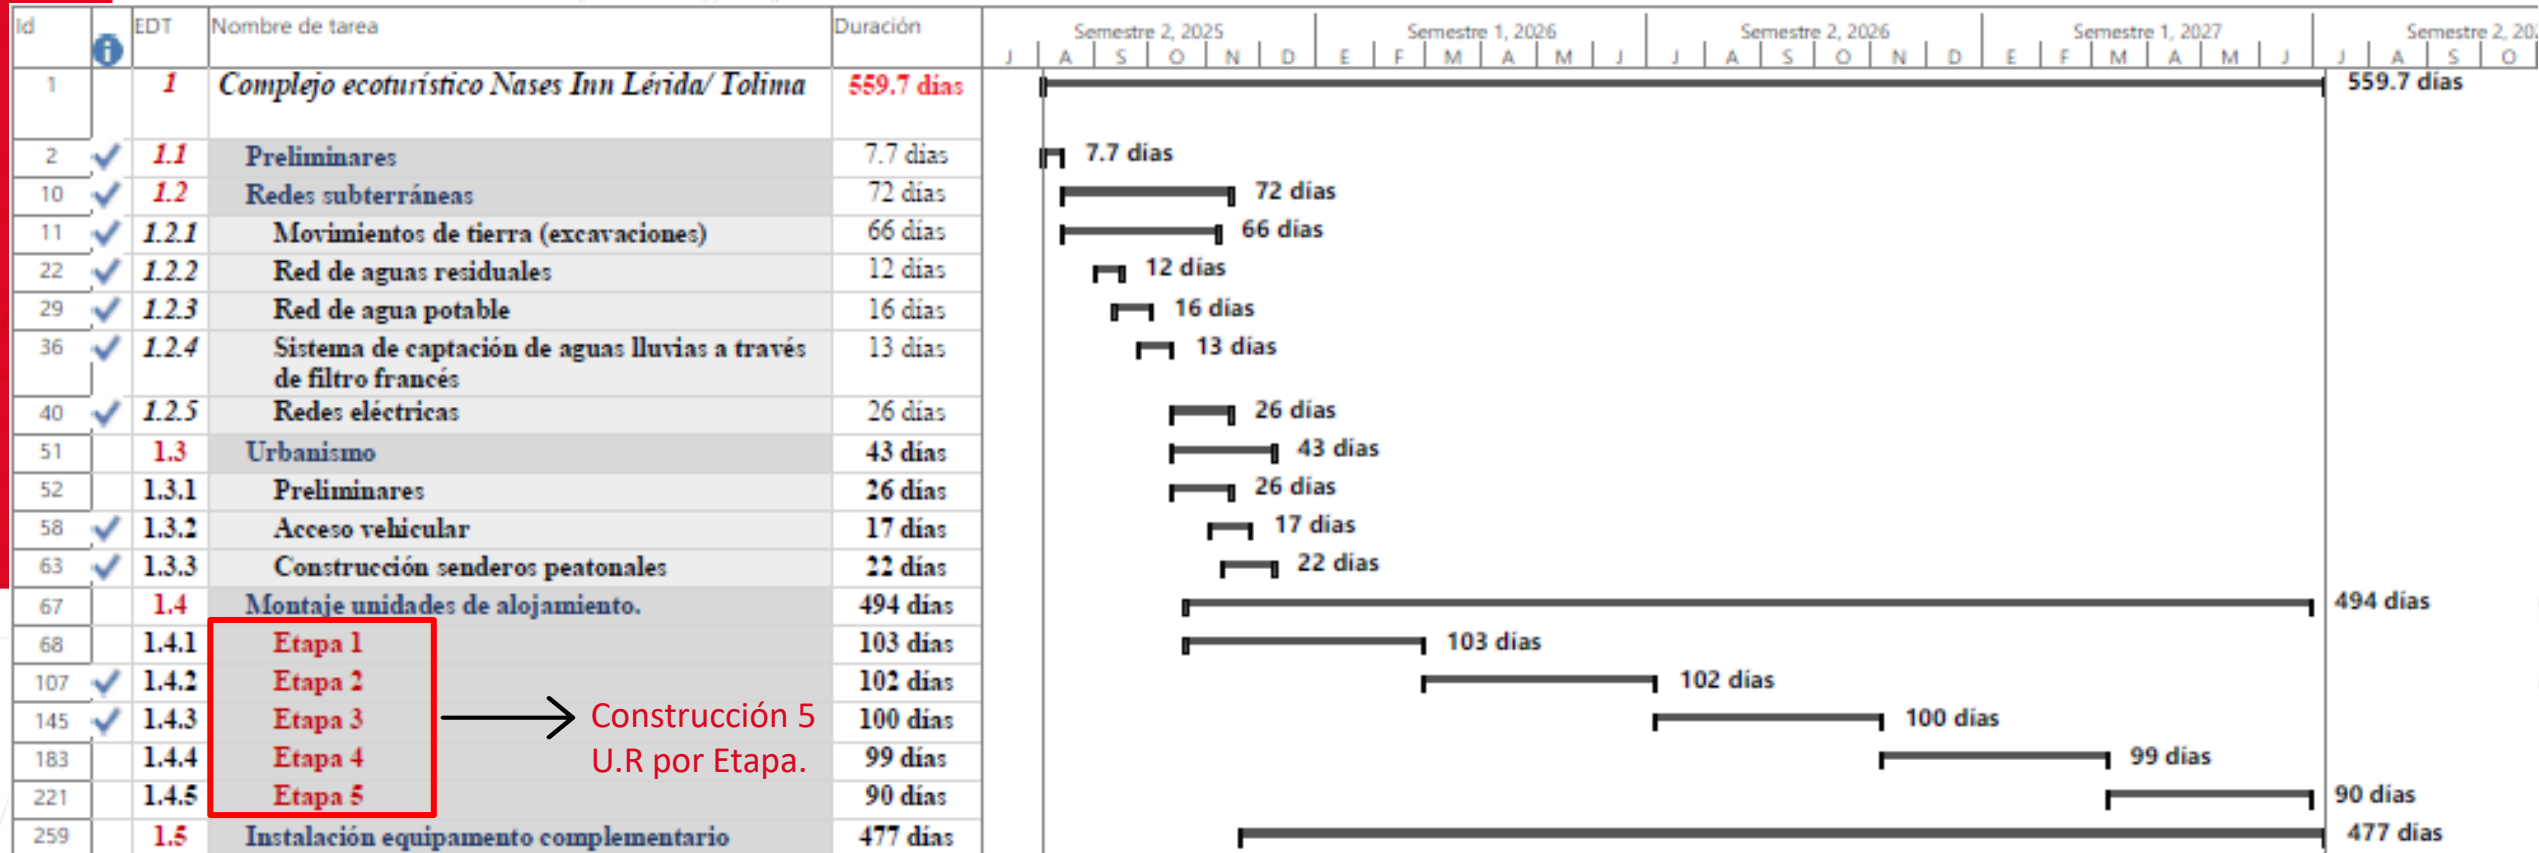 Id EDT Nombre de tarea Duración
Semestre 2, 2025 Semestre 1, 2026 Semestre 2, 2026 Semestre 1, 2027 Semestre 2, 202
J A S O N D E F M A M J J A S O N D E F M A M J J A S O
1 1 Complejo ecoturístico Nases Inn Lérida/ Tolima 559.7 días 559.7 días
2 1.1 Preliminares 7.7 días 7.7 días
10 1.2 Redes subterráneas 72 días 72 días
11 1.2.1 Movimientos de tierra (excavaciones) 66 días 66 días
22 1.2.2 Red de aguas residuales 12 días 12 días
29 1.2.3 Red de agua potable 16 días 16 días
36 1.2.4 Sistema de captación de aguas lluvias a través 13 días 13 días
de filtro francés
40 1.2.5 Redes eléctricas 26 días 26 días
51 1.3 Urbanismo 43 días 43 días
52 1.3.1 Preliminares 26 días 26 días
58 1.3.2 Acceso vehicular 17 días 17 días
63 1.3.3 Construcción senderos peatonales 22 días 22 días
67 1.4 Montaje unidades de alojamiento. 494 días 494 días
68 1.4.1 Etapa 1 103 días 103 días
107 1.4.2 Etapa 2 102 días 102 días
145 1.4.3 Etapa 3 Construcción 5 100 días 100 días
183 1.4.4 Etapa 4 U.R por Etapa. 99 días 99 días
221 1.4.5 Etapa 5 90 días 90 días
259 1.5 Instalación equipamento complementario 477 días 477 días